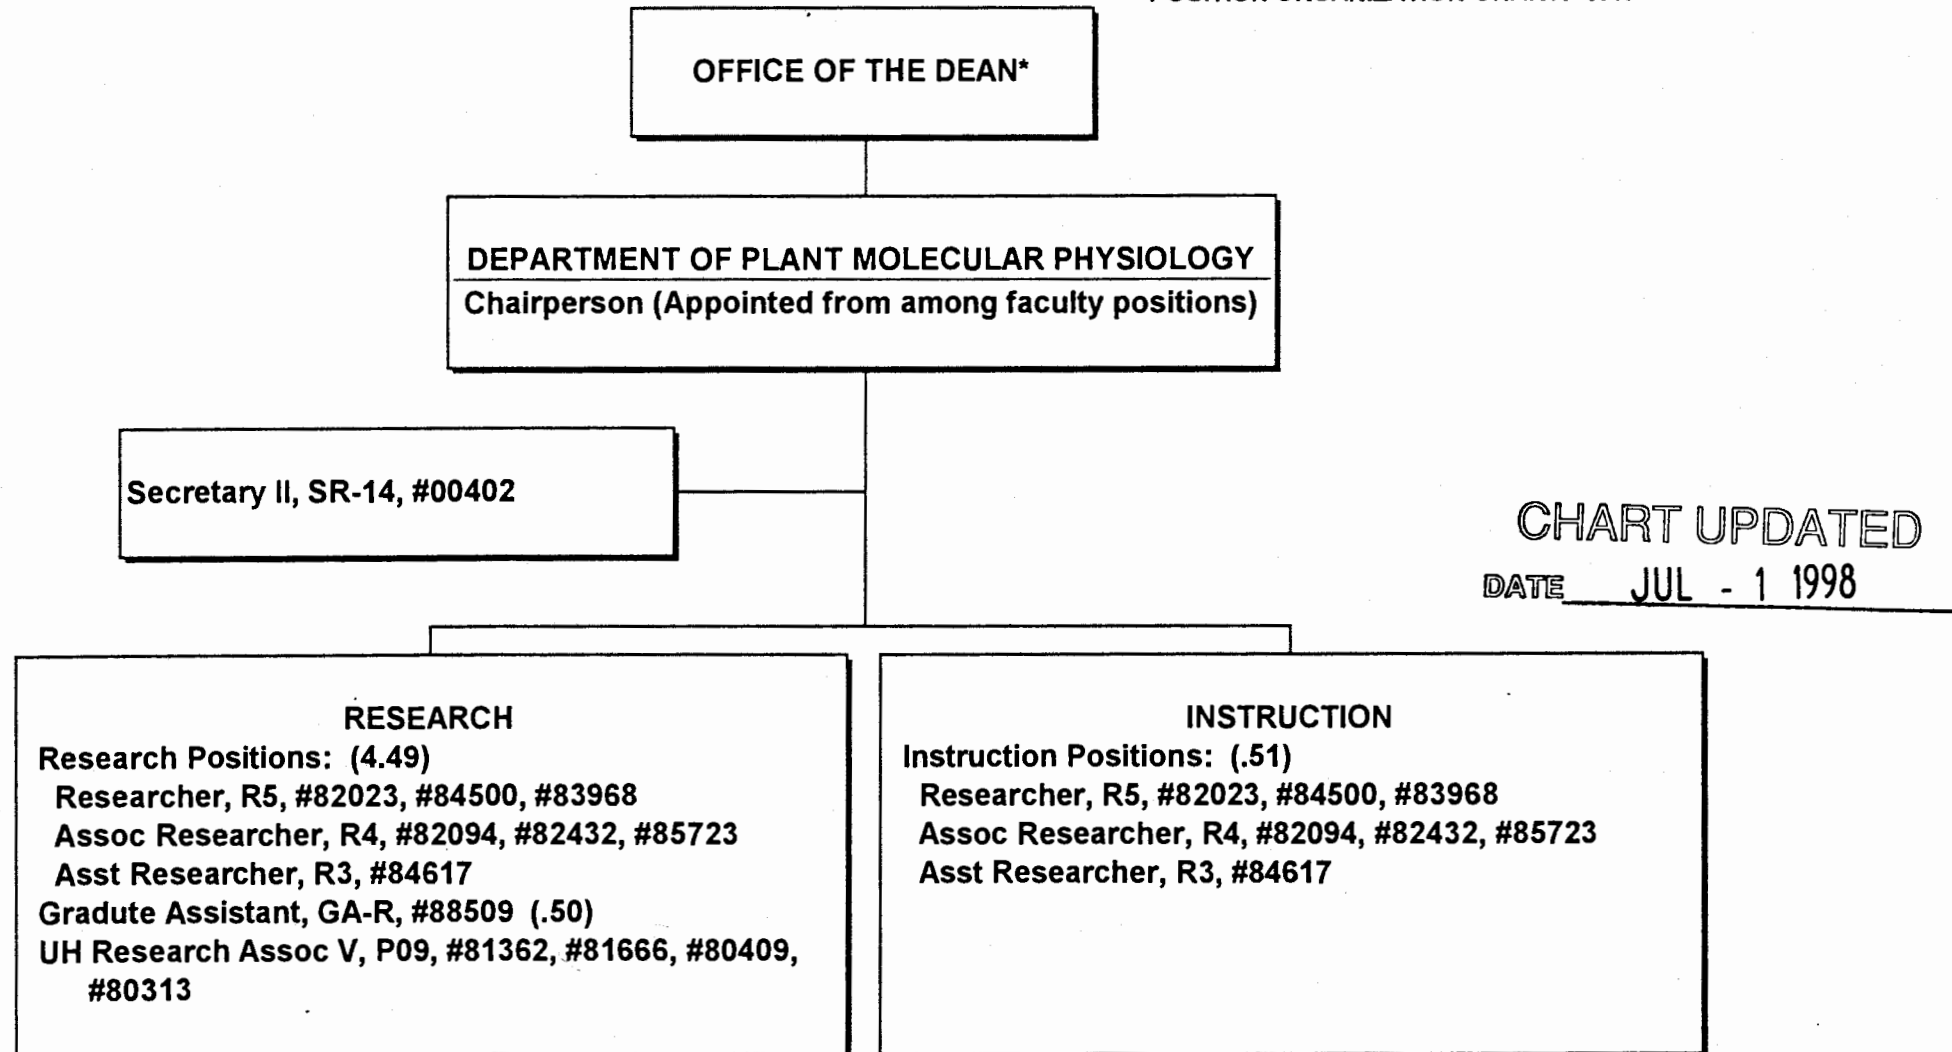 OFFICE OF THE DEAN*
DEPARTMENT OF PLANT MOLECULAR PHYSIOLOGY
Chairperson (Appointed from among faculty positions)
Secretary II, SR-14, #00402
CHART UPDATED
DATE JUL - 1 1998
RESEARCH
Research Positions: (4.49)
Researcher, R5, #82023, #84500, #83968
Assoc Researcher, R4, #82094, #82432, #85723
Asst Researcher, R3, #84617
Gradute Assistant, GA-R, #88509 (.50)
UH Research Assoc V, P09, #81362, #81666, #80409,
#80313
INSTRUCTION
Instruction Positions: (.51)
Researcher, R5, #82023, #84500, #83968
Assoc Researcher, R4, #82094, #82432, #85723
Asst Researcher, R3, #84617